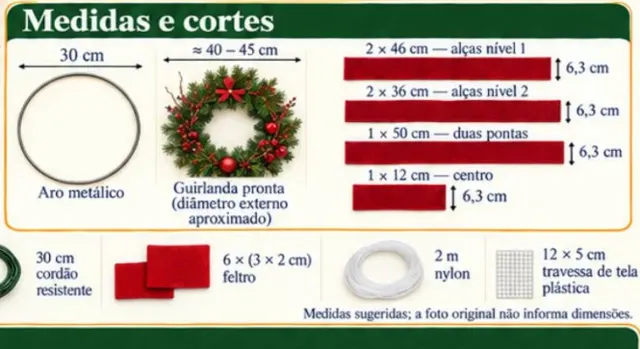 Medidas e cortes
30 cm
Aro metálico
≈ 40 – 45 cm
Guirlanda pronta
(diâmetro externo
aproximado)
2 × 46 cm — alças nível 1
6,3 cm
2 × 36 cm — alças nível 2
6,3 cm
1 × 50 cm — duas pontas
6,3 cm
1 × 12 cm — centro
6,3 cm
30 cm
cordão
resistente
6 × (3 × 2 cm)
feltro
2 m
nylon
12 × 5 cm
travessa de tela
plástica
Medidas sugeridas; a foto original não informa dimensões.